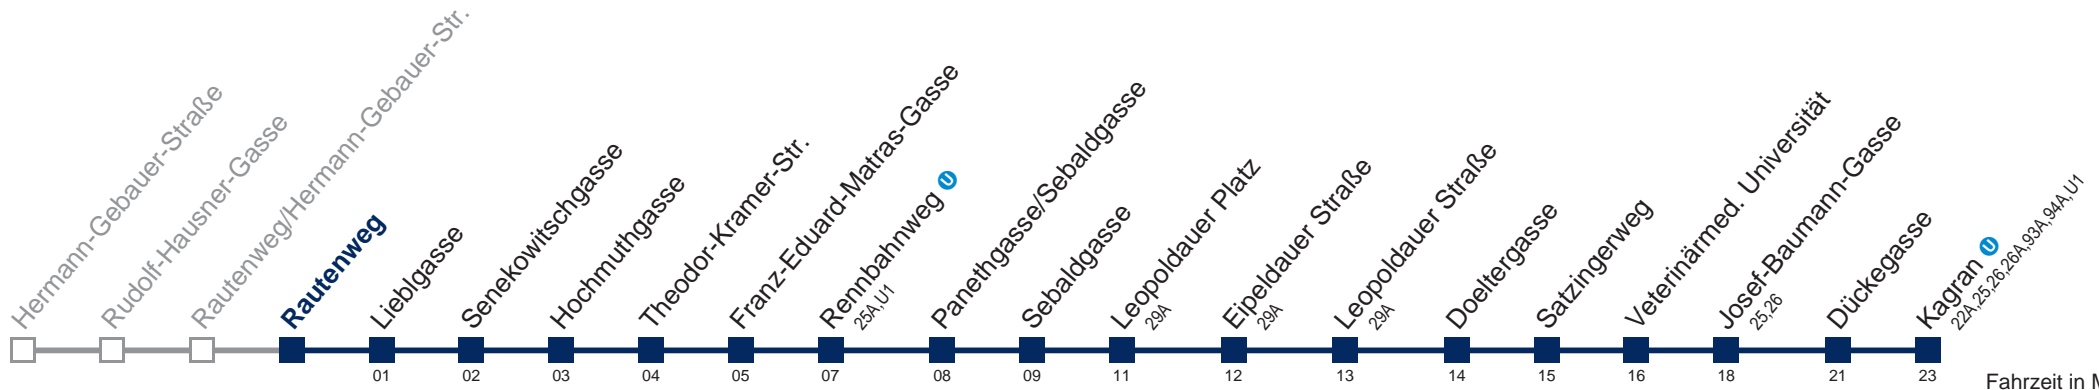 Hermann-Gebauer-Straße
Rudolf-Hausner-Gasse
Rautenweg/Hermann-Gebauer-Str.
Rautenweg
Lieblgasse
Senekowitschgasse
Hochmuthgasse
Theodor-Kramer-Str.
Franz-Eduard-Matras-Gasse
Rennbahnweg U
25A,U1
Panethgasse/Sebaldgasse
Sebaldgasse
Leopoldauer Platz
29A
Eipeldauer Straße
29A
Leopoldauer Straße
29A
Doeltergasse
Satzingerweg
Veterinärmed. Universität
Josef-Baumann-Gasse
25,26
Dückegasse
Kagran U
22A,25,26,26A,93A,94A,U1
01 02 03 04 05 07 08 09 11 12 13 14 15 16 18 21 23
Fahrzeit in M